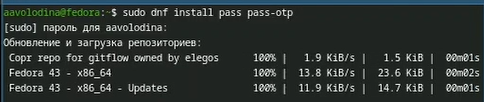 aavolodina@fedora:~$ sudo dnf install pass pass-otp
[sudo] пароль для aavolodina:
Обновление и загрузка репозиториев:
Copr repo for gitflow owned by elegos 100% | 1.9 KiB/s | 1.5 KiB | 00m01s
Fedora 43 - x86_64 100% | 13.8 KiB/s | 23.6 KiB | 00m02s
Fedora 43 - x86_64 - Updates 100% | 11.9 KiB/s | 14.7 KiB | 00m01s